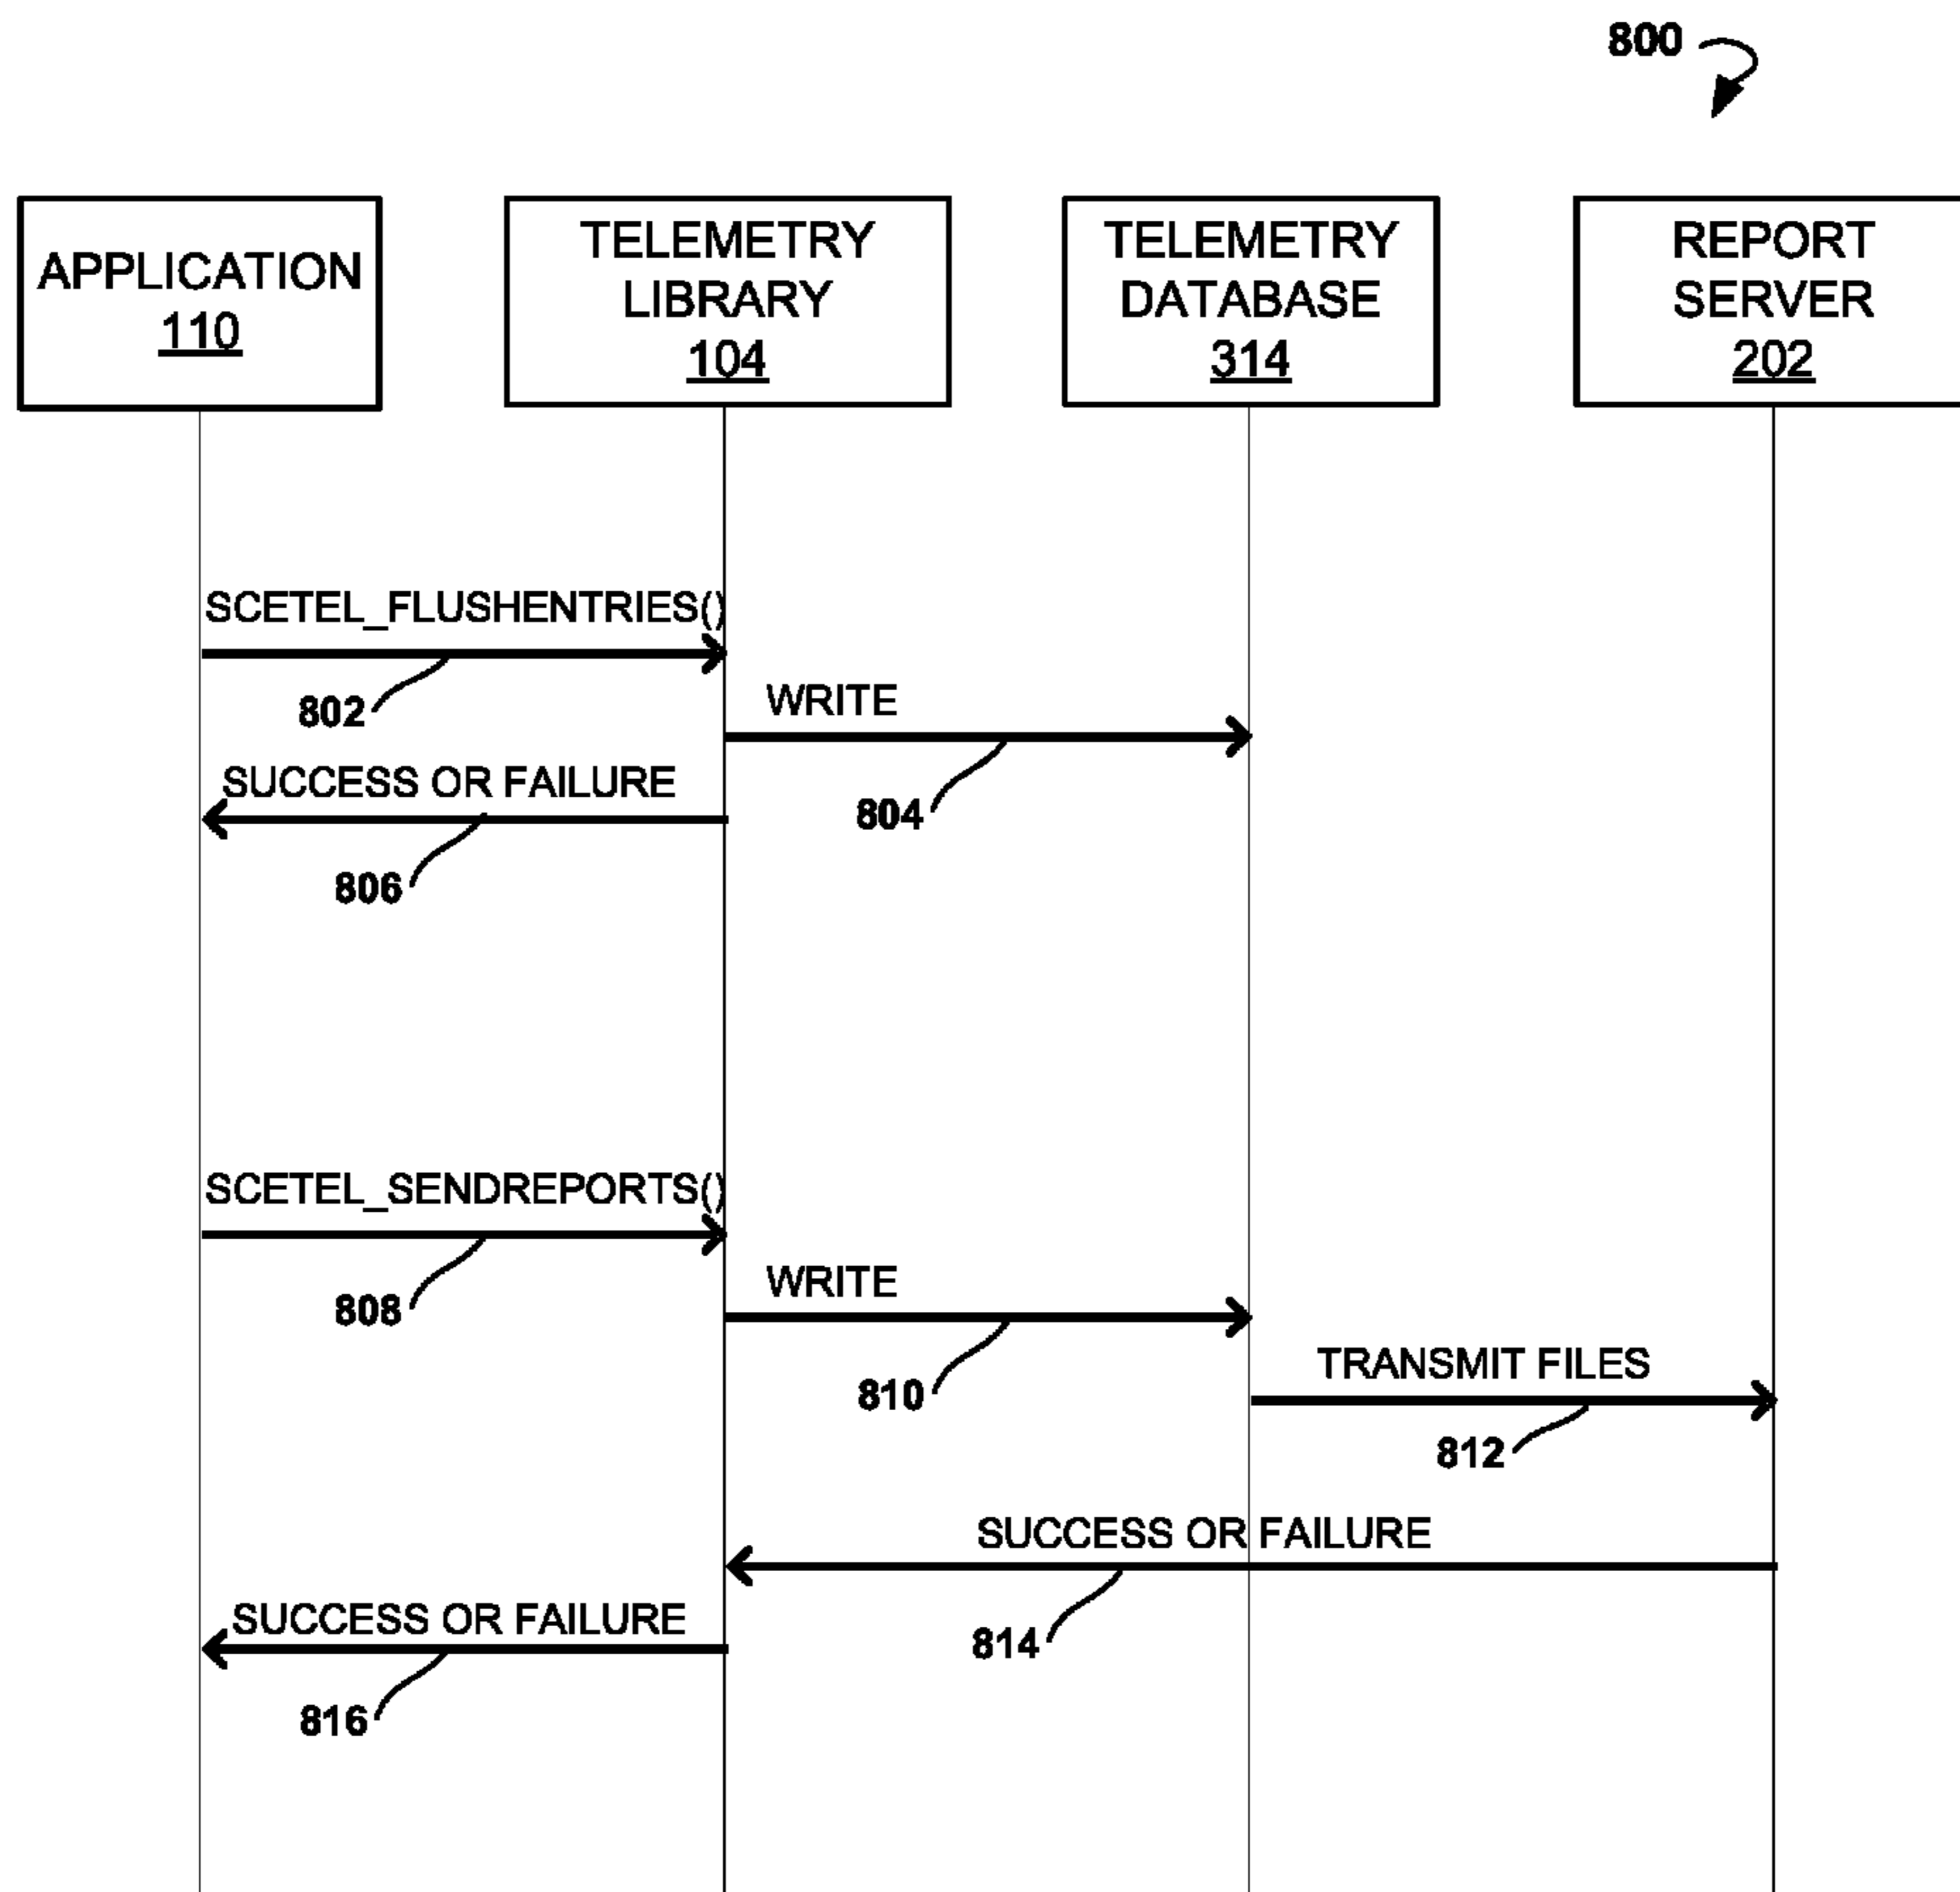 800
APPLICATION
110
TELEMETRY
LIBRARY
104
TELEMETRY
DATABASE
314
REPORT
SERVER
202
SCETEL_FLUSHENTRIES()
802
WRITE
804
SUCCESS OR FAILURE
806
SCETEL_SENDREPORTS()
808
WRITE
810
TRANSMIT FILES
812
SUCCESS OR FAILURE
814
SUCCESS OR FAILURE
816